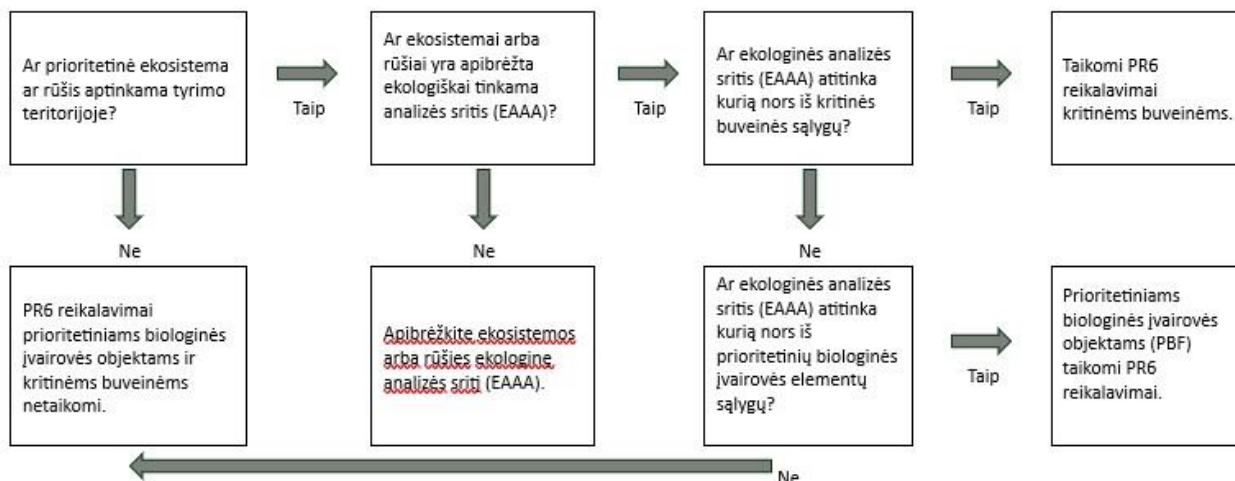 Ar prioritetinė ekosistema
ar rūšis aptinkama tyrimo
teritorijoje?
Taip
Ar ekosistemai arba
rūšiai yra apibrėžta
ekologiškai tinkama
analizės sritis (EAAA)?
Taip
Ar ekologinės analizės
sritis (EAAA) atitinka
kurią nors iš kritinės
buveinės sąlygų?
Taip
Taikomi PR6
reikalavimai
kritinėms buveinėms.
Ne
Ne
Ne
PR6 reikalavimai
prioritetiniams biologinės
įvairovės objektams ir
kritinėms buveinėms
netaikomi.
Apibrėžkite ekosistemos
arba rūšies ekologinę
analizės sritį (EAAA).
Ar ekologinės analizės
sritis (EAAA) atitinka
kurią nors iš
prioritetinių biologinės
įvairovės elementų
sąlygų?
Taip
Prioritetiniams
biologinės įvairovės
objektams (PBF)
taikomi PR6
reikalavimai.
Ne